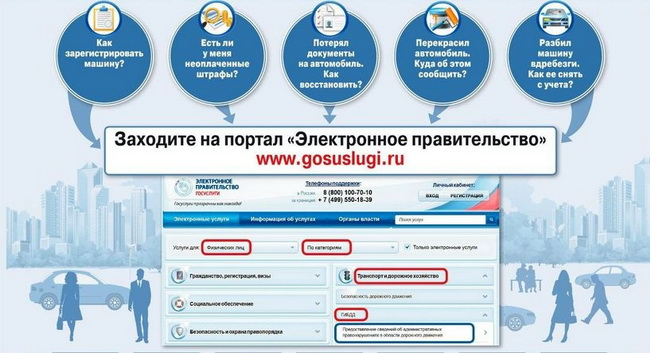 Как
зарегистрировать
машину?
Есть ли
у меня
неоплаченные
штрафы?
Потерял
документы
на автомобиль.
Как
восстановить?
Перекрасил
автомобиль.
Куда об этом
сообщить?
Разбил
машину
вдребезги.
Как ее снять
с учета?
Заходите на портал «Электронное правительство»
www.gosuslugi.ru
ЭЛЕКТРОННОЕ
ПРАВИТЕЛЬСТВО
ГОСУСЛУГИ
Госуслуги прозрачны как никогда!
Телефоны поддержки:
в России 8 (800) 100-70-10
за границей + 7 (499) 550-18-39
Личный кабинет:
ВХОД РЕГИСТРАЦИЯ
Электронные услуги Информация об услугах Органы власти Поиск услуг
Услуги для: Физических лиц По категориям Только электронные услуги
Гражданство, регистрация, визы
Транспорт и дорожное хозяйство
Безопасность дорожного движения
Социальное обеспечение
ГИБДД
Безопасность и охрана правопорядка
Предоставление сведений об административных
правонарушениях в области дорожного движения